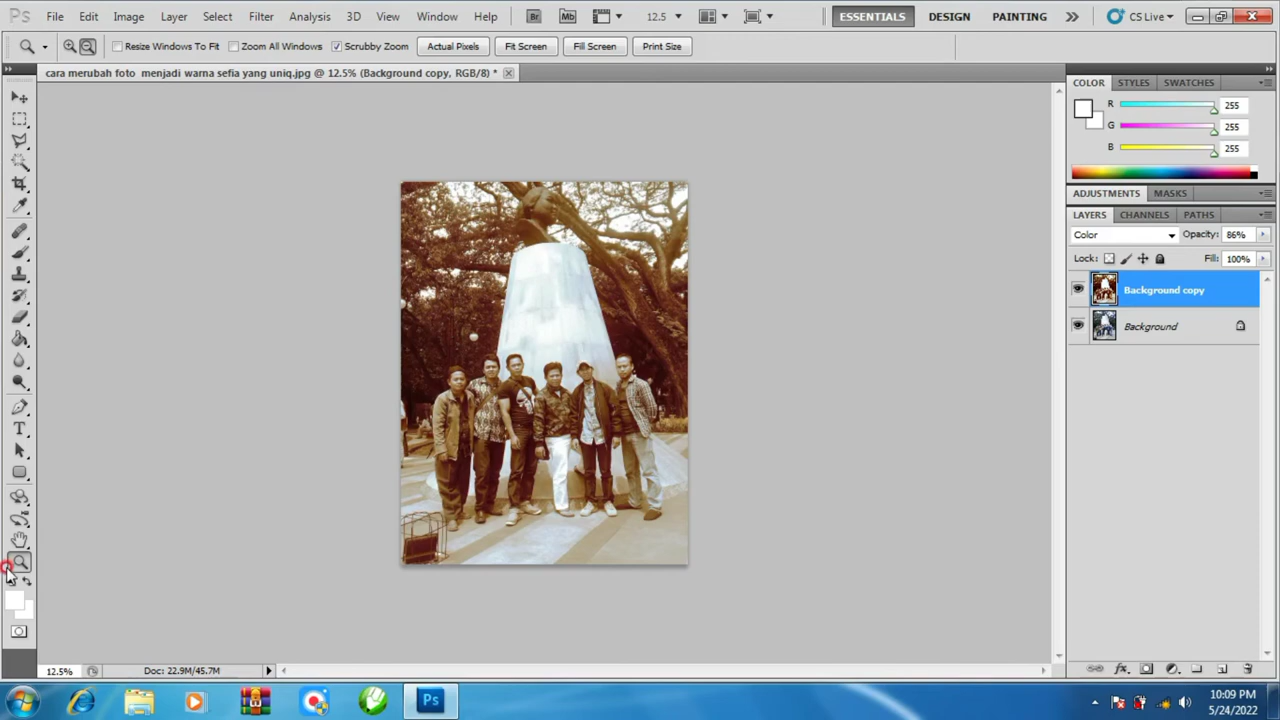 Ps File Edit Image Layer Select Filter Analysis 3D View Window Help Br Mb 12.5 ESSENTIALS DESIGN PAINTING CS Live
Resize Windows To Fit Zoom All Windows Scrubby Zoom Actual Pixels Fit Screen Fill Screen Print Size
cara merubah foto menjadi warna sefia yang uniq.jpg @ 12.5% (Background copy, RGB/8) *
COLOR STYLES SWATCHES
R 255
G 255
B 255
ADJUSTMENTS MASKS
LAYERS CHANNELS PATHS
Color Opacity: 86%
Lock: Fill: 100%
Background copy
Background
T
12.5% Doc: 22.9M/45.7M
fx
Ps
10:09 PM
5/24/2022